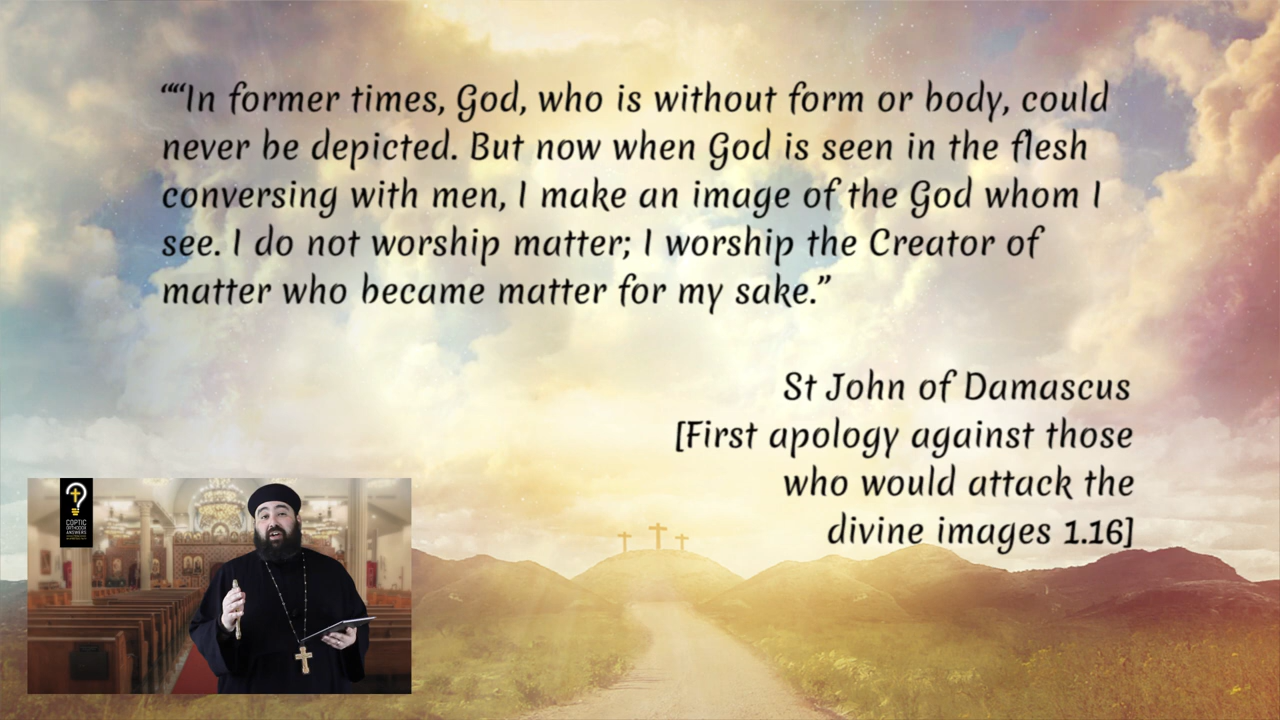 ““In former times, God, who is without form or body, could
never be depicted. But now when God is seen in the flesh
conversing with men, I make an image of the God whom I
see. I do not worship matter; I worship the Creator of
matter who became matter for my sake.”
St John of Damascus
[First apology against those
who would attack the
divine images 1.16]
COPTIC
ORTHODOX
ANSWERS